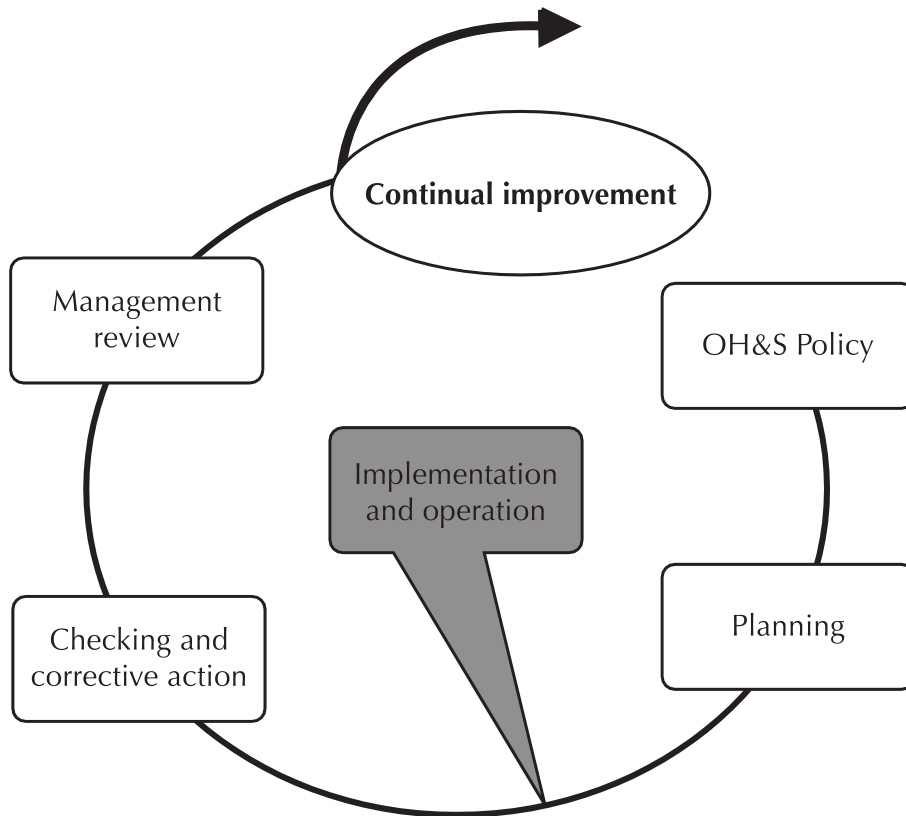 Continual improvement
Management
review
OH&S Policy
Implementation
and operation
Planning
Checking and
corrective action